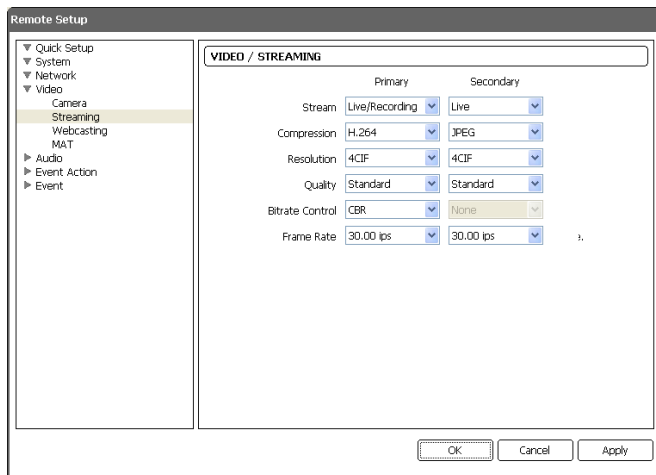 Remote Setup
Quick Setup
System
Network
Video
Camera
Streaming
Webcasting
MAT
Audio
Event Action
Event
VIDEO / STREAMING
Primary Secondary
Stream Live/Recording Live
Compression H.264 JPEG
Resolution 4CIF 4CIF
Quality Standard Standard
Bitrate Control CBR None
Frame Rate 30.00 ips 30.00 ips
OK Cancel Apply